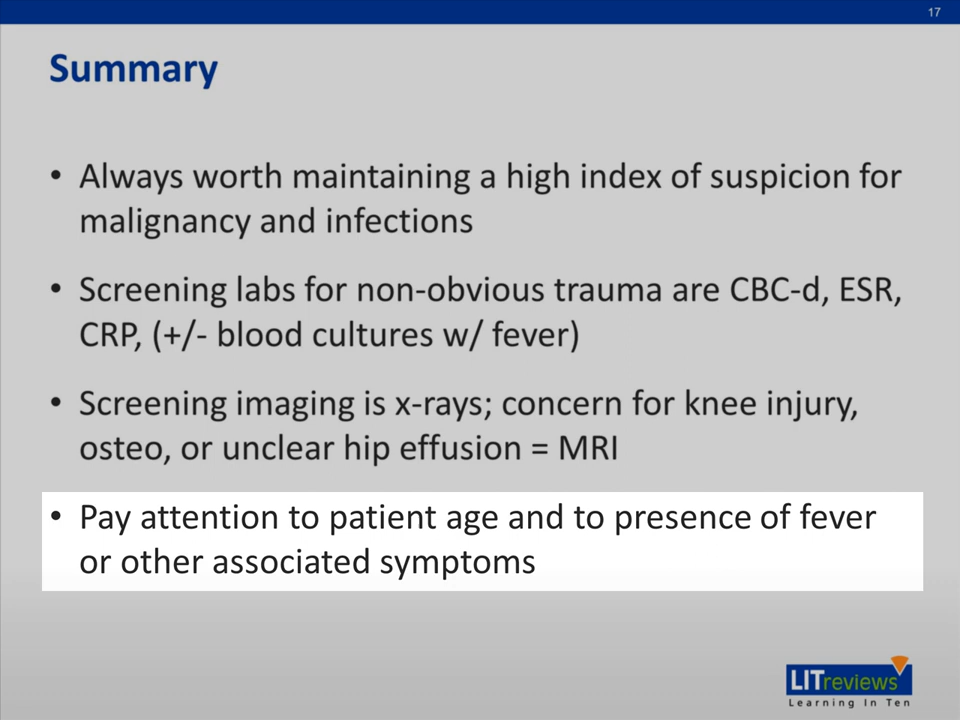 17
Summary
• Always worth maintaining a high index of suspicion for
malignancy and infections
• Screening labs for non-obvious trauma are CBC-d, ESR,
CRP, (+/- blood cultures w/ fever)
• Screening imaging is x-rays; concern for knee injury,
osteo, or unclear hip effusion = MRI
• Pay attention to patient age and to presence of fever
or other associated symptoms
LITreviews
Learning In Ten